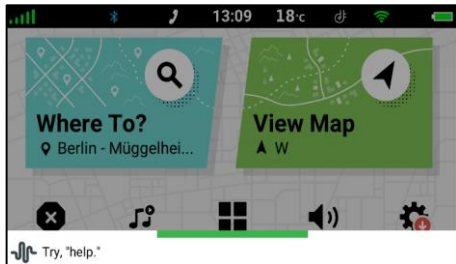 13:09 18°c
Where To?
Berlin - Müggelhei...
View Map
W
Try, "help."